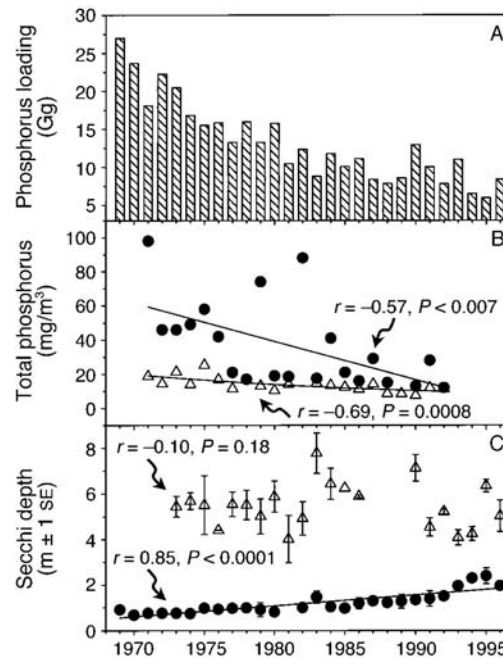 A
Phosphorus loading
(Gg)
30
25
20
15
10
5
B
Total phosphorus
(mg/m³)
100
80
60
40
20
0
r = –0.57, P < 0.007
r = –0.69, P = 0.0008
C
Secchi depth
(m ± 1 SE)
8
6
4
2
0
r = –0.10, P = 0.18
r = 0.85, P < 0.0001
1970 1975 1980 1985 1990 1995